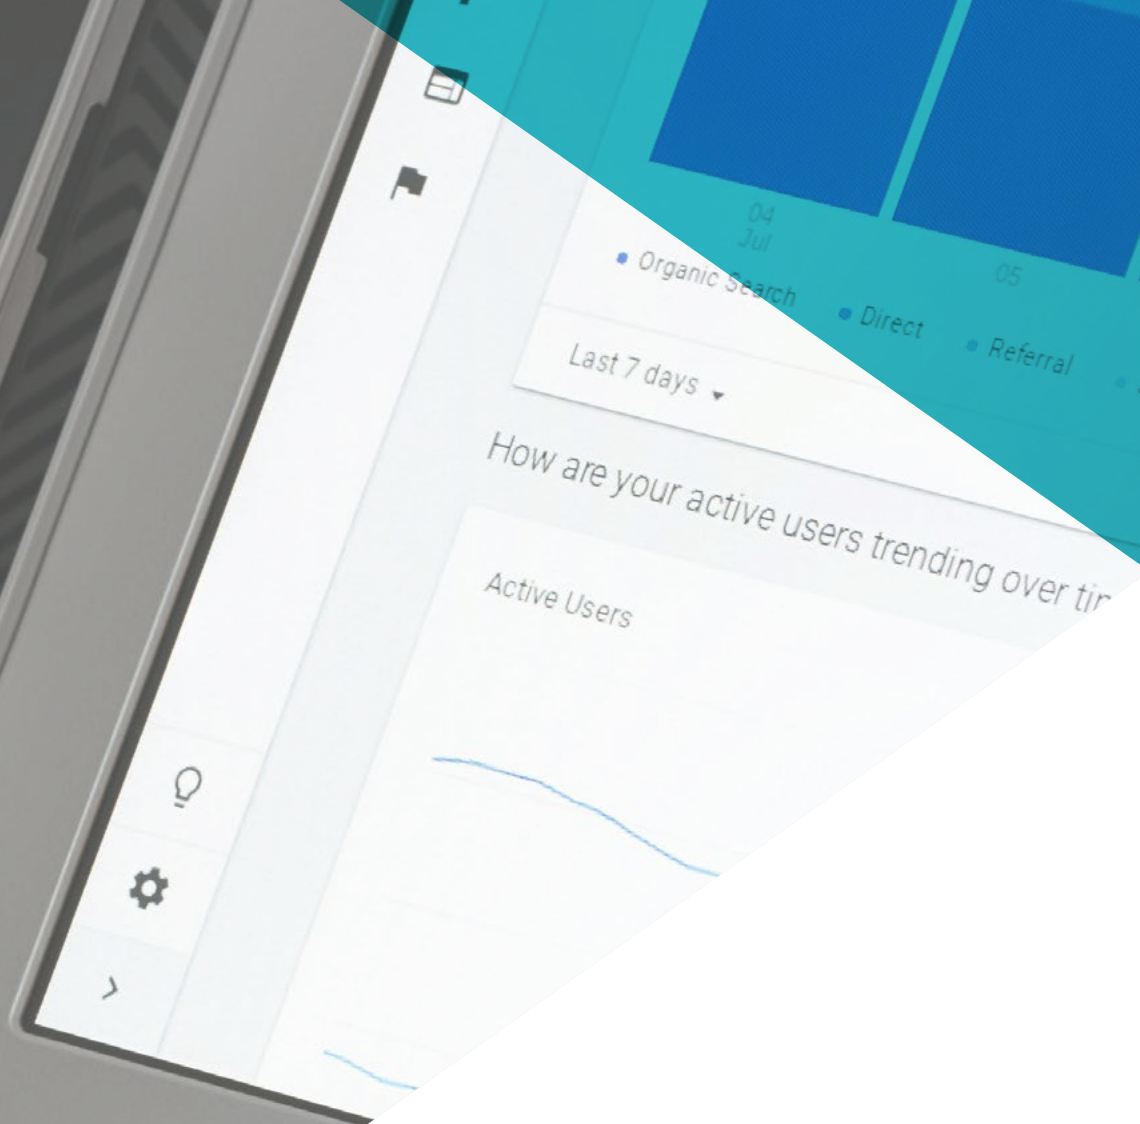 04
Jul
05
Organic Search
Direct
Referral
Last 7 days
How are your active users trending over
Active Users